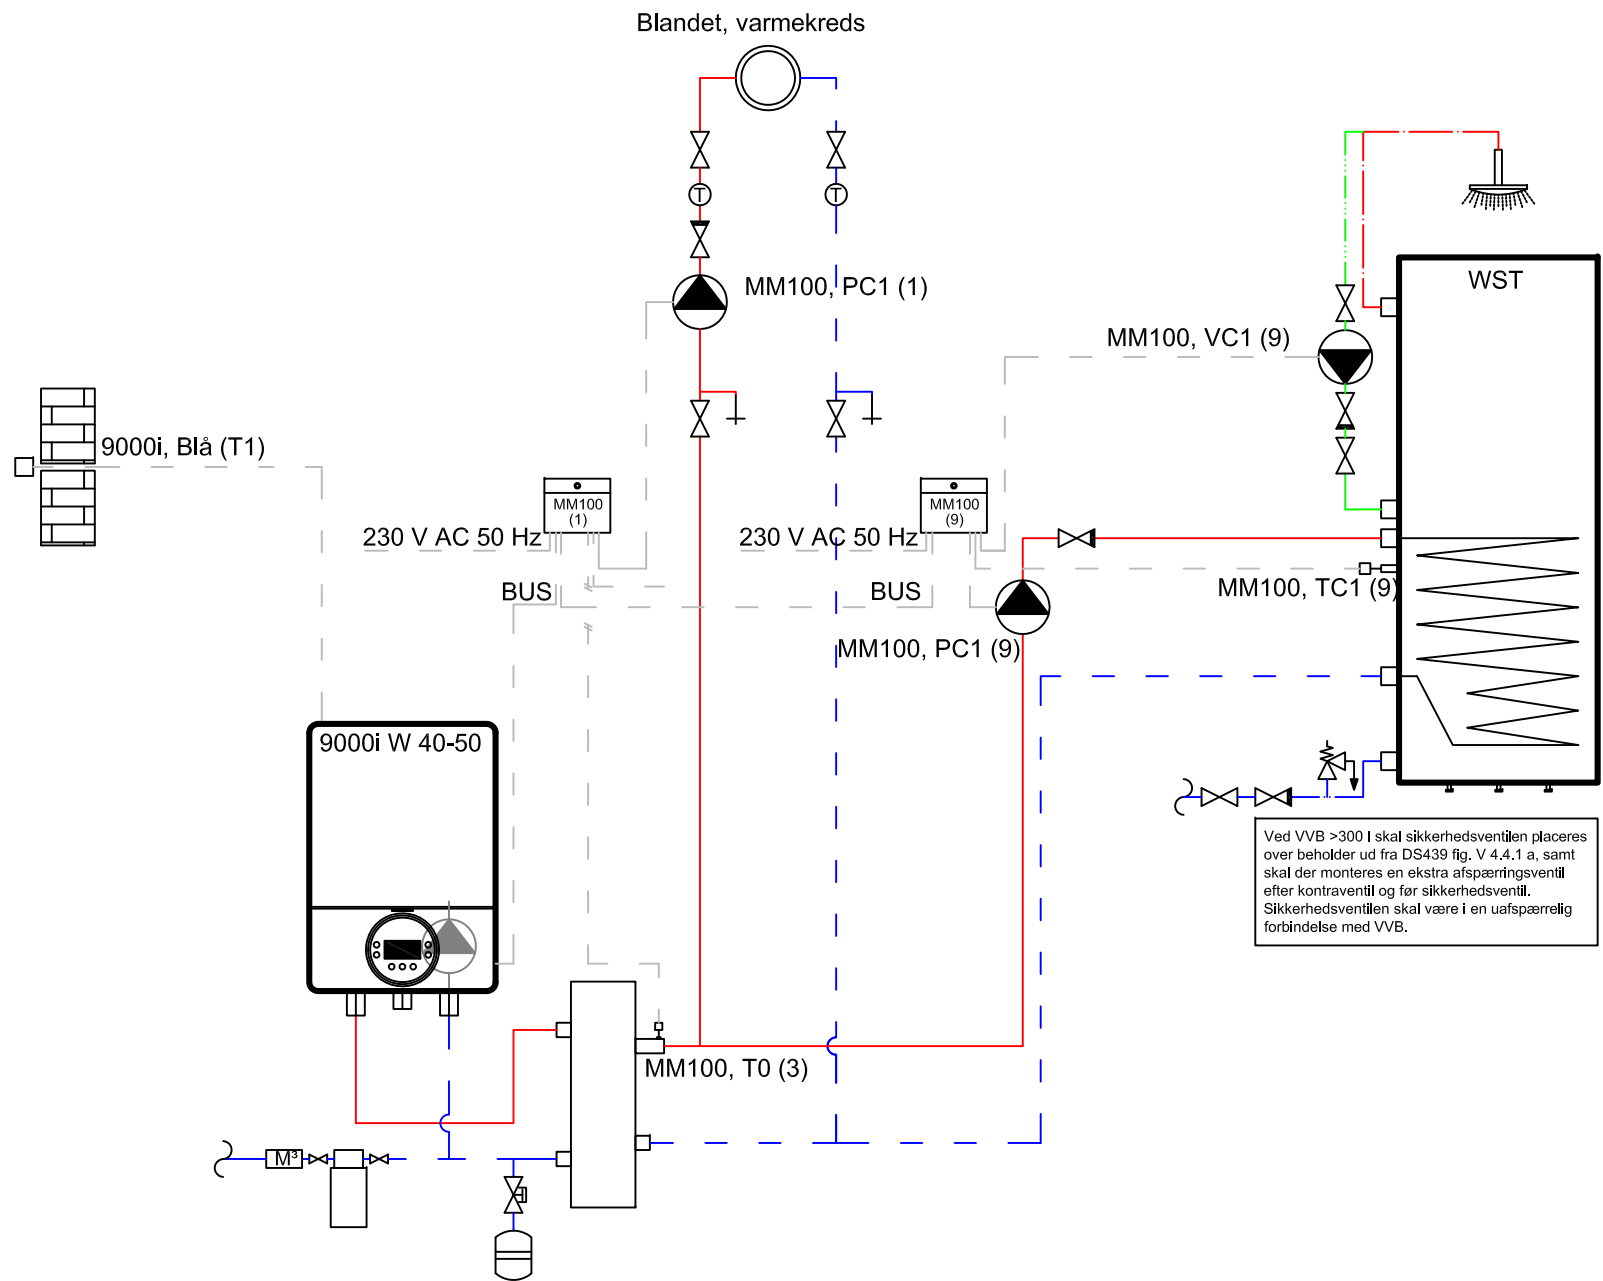 Blandet, varmekreds
T
T
MM100, PC1 (1)
WST
MM100, VC1 (9)
9000i, Blå (T1)
MM100
(1)
MM100
(9)
230 V AC 50 Hz
230 V AC 50 Hz
BUS
BUS
MM100, TC1 (9)
MM100, PC1 (9)
9000i W 40-50
Ved VVB >300 l skal sikkerhedsventilen placeres
over beholder ud fra DS439 fig. V 4.4.1 a, samt
skal der monteres en ekstra afspærringsventil
efter kontraventil og før sikkerhedsventil.
Sikkerhedsventilen skal være i en uafspærrelig
forbindelse med VVB.
MM100, T0 (3)
M³